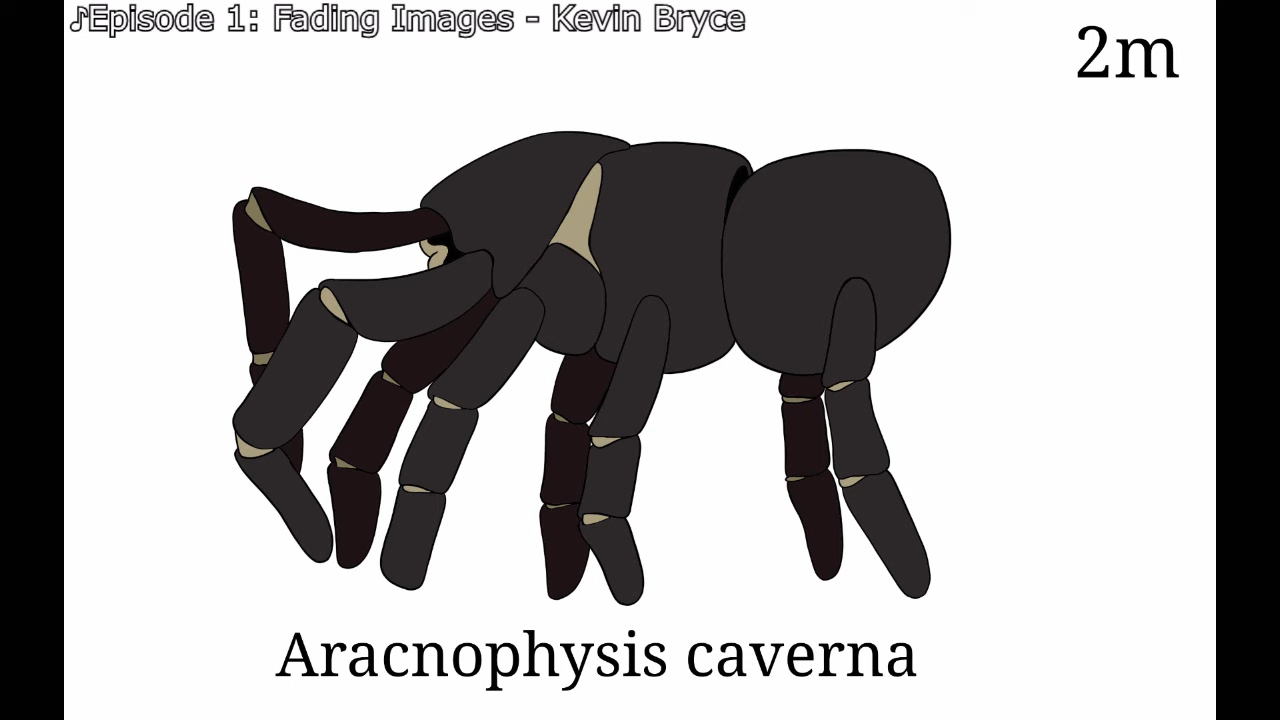 ♪Episode 1: Fading Images - Kevin Bryce
2m
Aracnophysis caverna